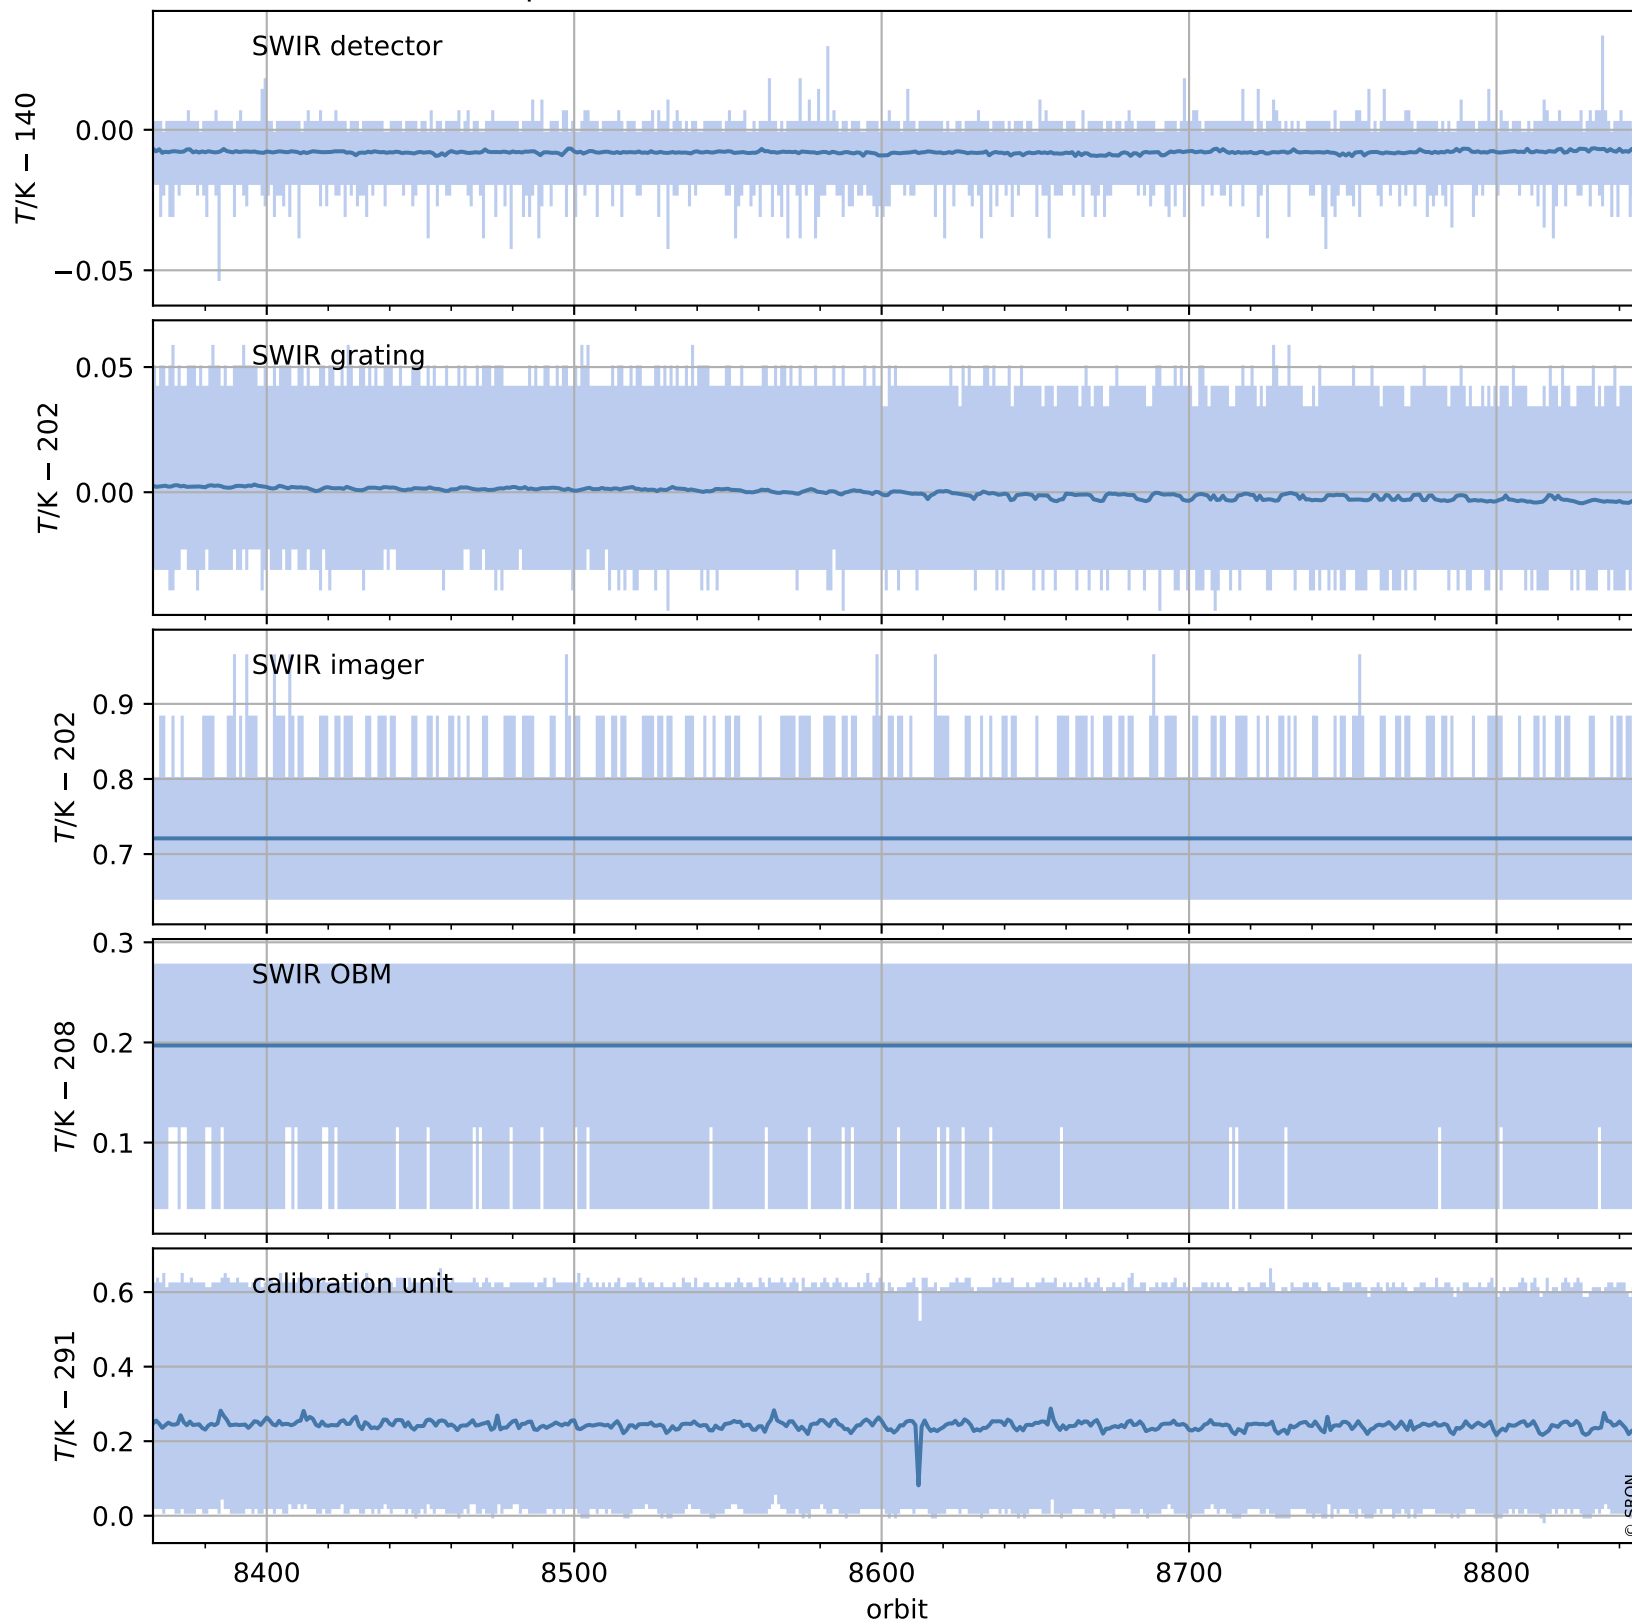 SWIR detector
T/K − 140
0.00
−0.05
SWIR grating
T/K − 202
0.05
0.00
SWIR imager
T/K − 202
0.9
0.8
0.7
SWIR OBM
T/K − 208
0.3
0.2
0.1
calibration unit
T/K − 291
0.6
0.4
0.2
0.0
© SRON
8400 8500 8600 8700 8800
orbit